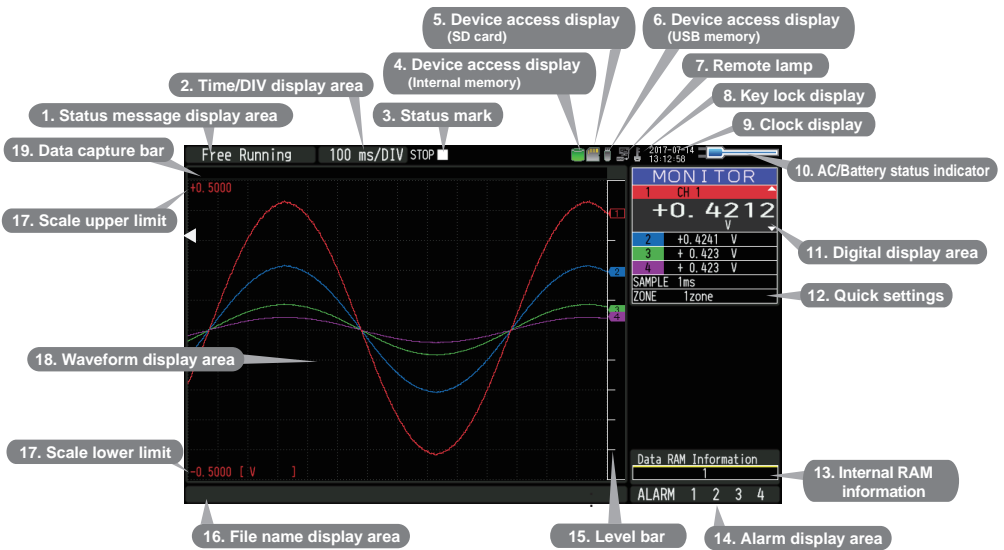 5. Device access display
(SD card)
6. Device access display
(USB memory)
4. Device access display
(Internal memory)
7. Remote lamp
2. Time/DIV display area
8. Key lock display
1. Status message display area
3. Status mark
9. Clock display
19. Data capture bar
Free Running
100 ms/DIV
STOP
2017-07-14
13:12:58
10. AC/Battery status indicator
+0.5000
17. Scale upper limit
MONITOR
1 CH 1
+0.4212
V
2 +0.4241 V
3 + 0.423 V
4 + 0.423 V
11. Digital display area
SAMPLE 1ms
ZONE 1zone
12. Quick settings
1
2
3
4
18. Waveform display area
17. Scale lower limit
-0.5000 [ V ]
Data RAM Information
1
13. Internal RAM
information
ALARM 1 2 3 4
16. File name display area
15. Level bar
14. Alarm display area